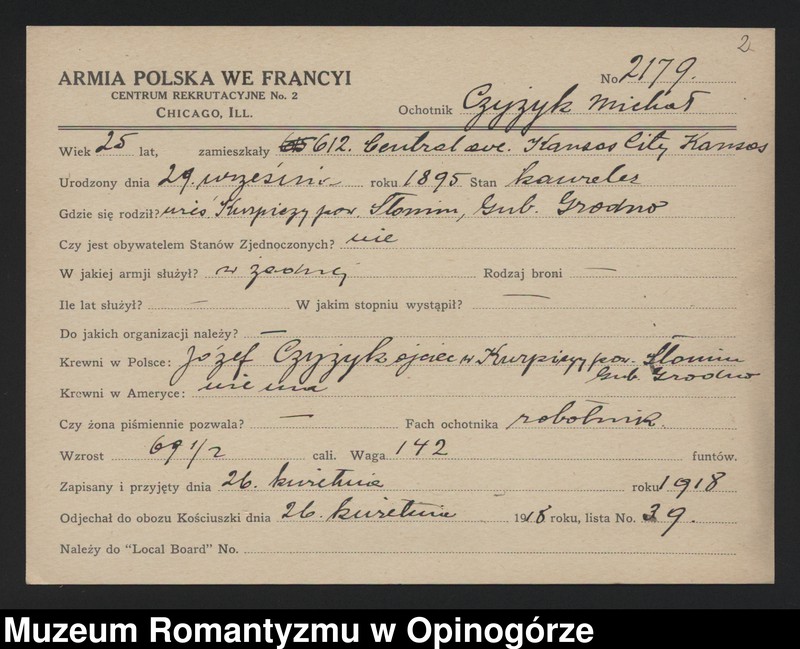 2
ARMIA POLSKA WE FRANCYI
CENTRUM REKRUTACYJNE No. 2
CHICAGO, ILL.
No 2179.
Ochotnik Czyżyk Michał
Wiek 25 lat, zamieszkały 612. Central ave. Kansas City Kansas
Urodzony dnia 29. września roku 1895 Stan kawaler
Gdzie się rodził? wieś Kurpiczy pow. Słonim, Gub. Grodno
Czy jest obywatelem Stanów Zjednoczonych? nie
W jakiej armji służył? w żadnej Rodzaj broni —
Ile lat służył? — W jakim stopniu wystąpił? —
Do jakich organizacji należy? —
Krewni w Polsce: Józef Czyżyk ojciec w Kurpiczy pow. Słonim
Gub. Grodno
Krewni w Ameryce: nie ma
Czy żona piśmiennie pozwala? — Fach ochotnika robotnik.
Wzrost 69 1/2 cali. Waga 142 funtów.
Zapisany i przyjęty dnia 26. kwietnia roku 1918
Odjechał do obozu Kościuszki dnia 26. kwietnia 1918 roku, lista No. 39.
Należy do "Local Board" No.
Muzeum Romantyzmu w Opinogórze